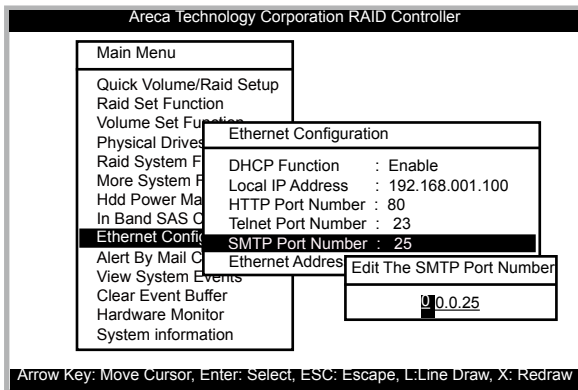 Areca Technology Corporation RAID Controller
Main Menu
Quick Volume/Raid Setup
Raid Set Function
Volume Set Function
Physical Drives
Raid System F
More System F
Hdd Power Ma
In Band SAS C
Ethernet Config
Alert By Mail C
View System Events
Clear Event Buffer
Hardware Monitor
System information
Ethernet Configuration
DHCP Function : Enable
Local IP Address : 192.168.001.100
HTTP Port Number : 80
Telnet Port Number : 23
SMTP Port Number : 25
Ethernet Addres
Edit The SMTP Port Number
0 0.0.25
Arrow Key: Move Cursor, Enter: Select, ESC: Escape, L:Line Draw, X: Redraw